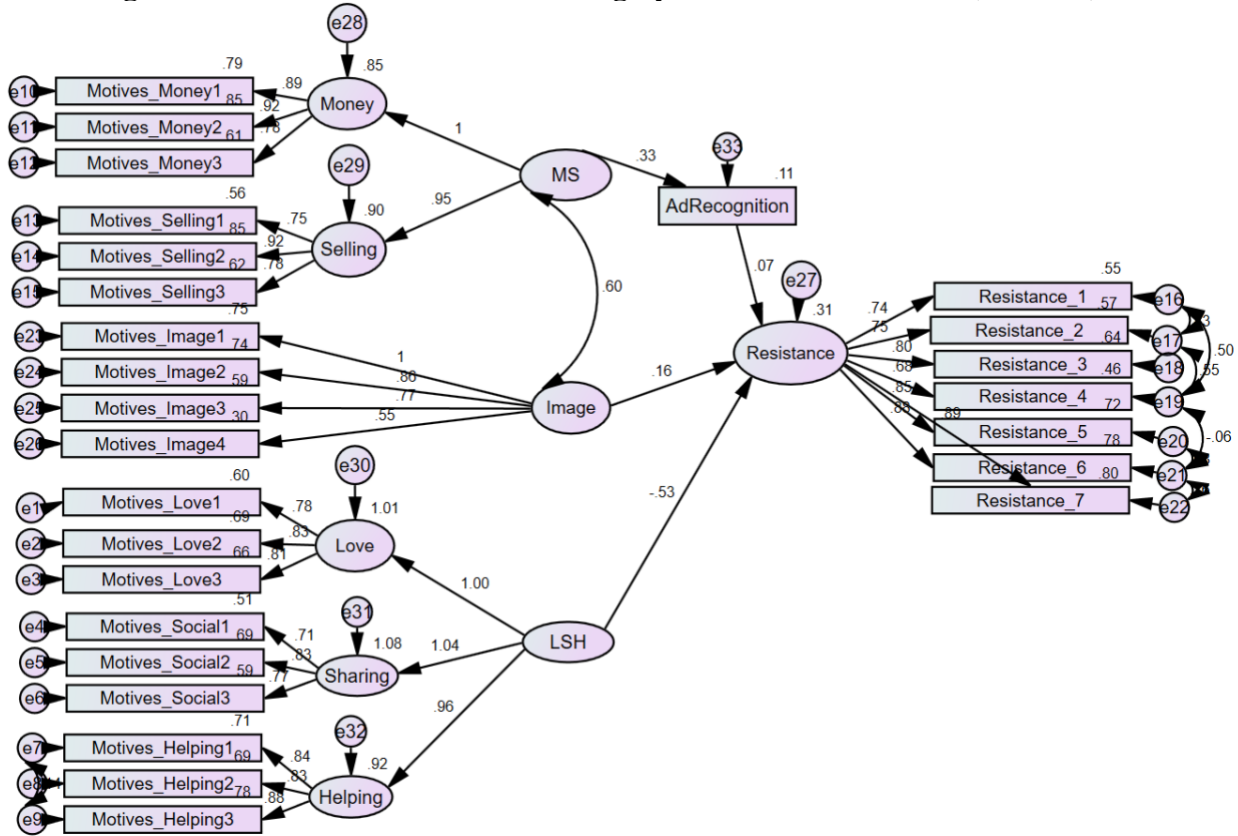 e28
.79
.85
e10
Motives_Money1
.89
Money
.85
.92
e11
Motives_Money2
.78
.61
e12
Motives_Money3
1
e33
.33
.11
e29
MS
.56
.95
AdRecognition
e13
Motives_Selling1
.75
.90
.85
e14
Motives_Selling2
.92
Selling
.62
.78
e15
Motives_Selling3
.07
e27
.60
.55
.75
Resistance_1
e16
.31
.74
.57
e23
Motives_Image1
.75
Resistance_2
.64
e17
.50
.74
1
Resistance
.80
e24
Motives_Image2
.86
Resistance_3
e18
.55
.59
.68
.46
.77
.16
.85
Resistance_4
e19
e25
Motives_Image3
Image
.88
.89
.72
.30
.55
Resistance_5
e20
-.06
e26
Motives_Image4
.78
e30
Resistance_6
e21
.60
.80
-.53
Resistance_7
e22
e1
Motives_Love1
.78
1.01
.69
e2
Motives_Love2
.83
Love
.66
.81
e3
Motives_Love3
1.00
.51
e31
e4
Motives_Social1
.71
.69
1.08
1.04
LSH
e5
Motives_Social2
.83
Sharing
.59
.77
e6
Motives_Social3
.96
.71
e32
e7
Motives_Helping1
.84
.69
.92
e8
Motives_Helping2
.83
.78
Helping
.88
e9
Motives_Helping3